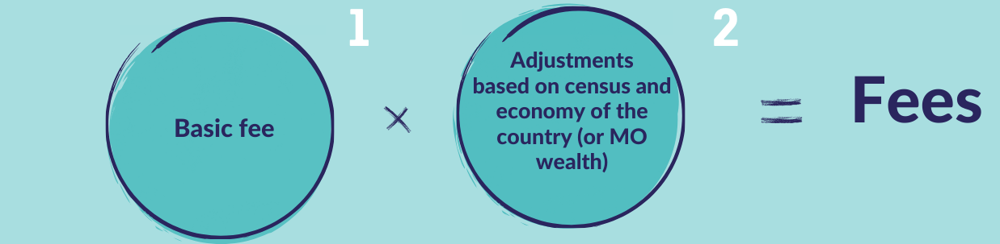 1
2
Basic fee
×
Adjustments
based on census and
economy of the
country (or MO
wealth)
=
Fees